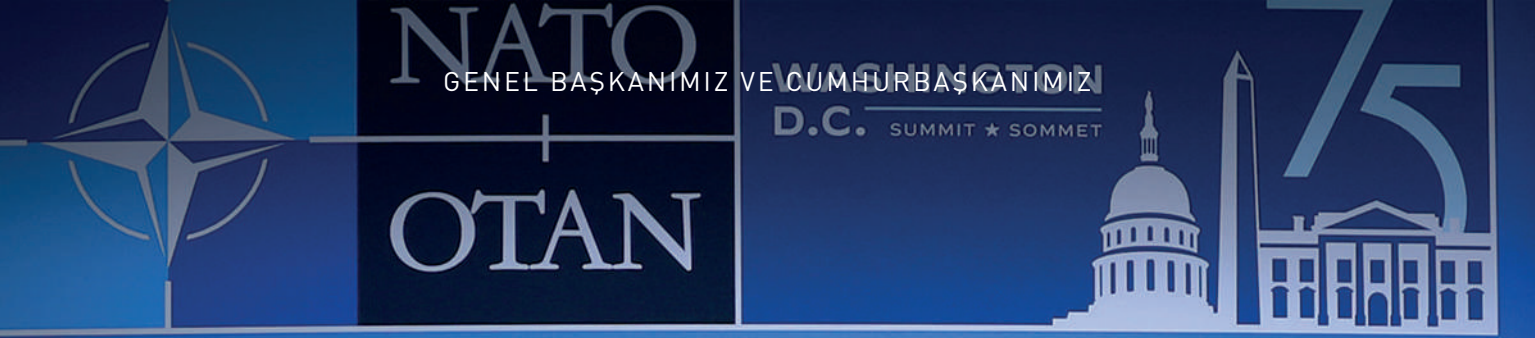 NATO
OTAN
GENEL BAŞKANIMIZ VE CUMHURBAŞKANIMIZ
WASHINGTON
D.C. SUMMIT ★ SOMMET
75